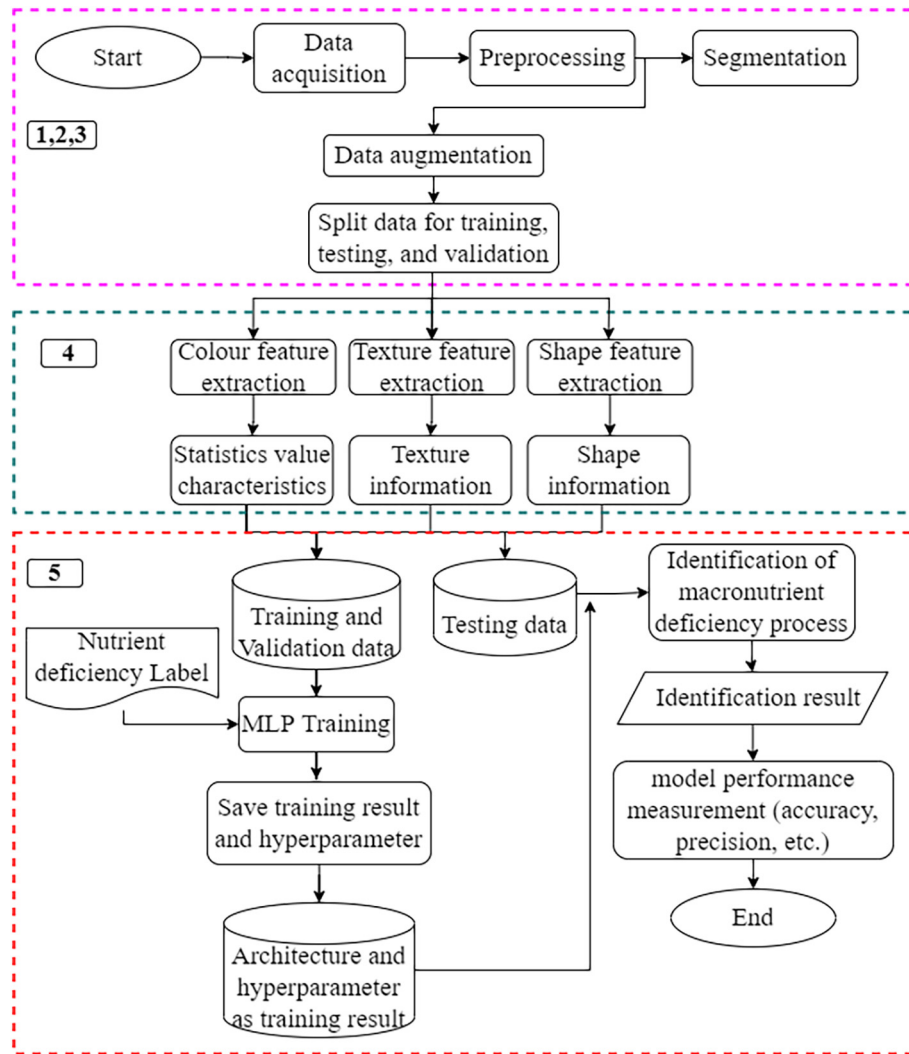 Start
Data
acquisition
Preprocessing
Segmentation
1,2,3
Data augmentation
Split data for training,
testing, and validation
4
Colour feature
extraction
Texture feature
extraction
Shape feature
extraction
Statistics value
characteristics
Texture
information
Shape
information
5
Nutrient
deficiency Label
Training and
Validation data
Testing data
Identification of
macronutrient
deficiency process
MLP Training
Identification result
Save training result
and hyperparameter
model performance
measurement (accuracy,
precision, etc.)
Architecture and
hyperparameter
as training result
End